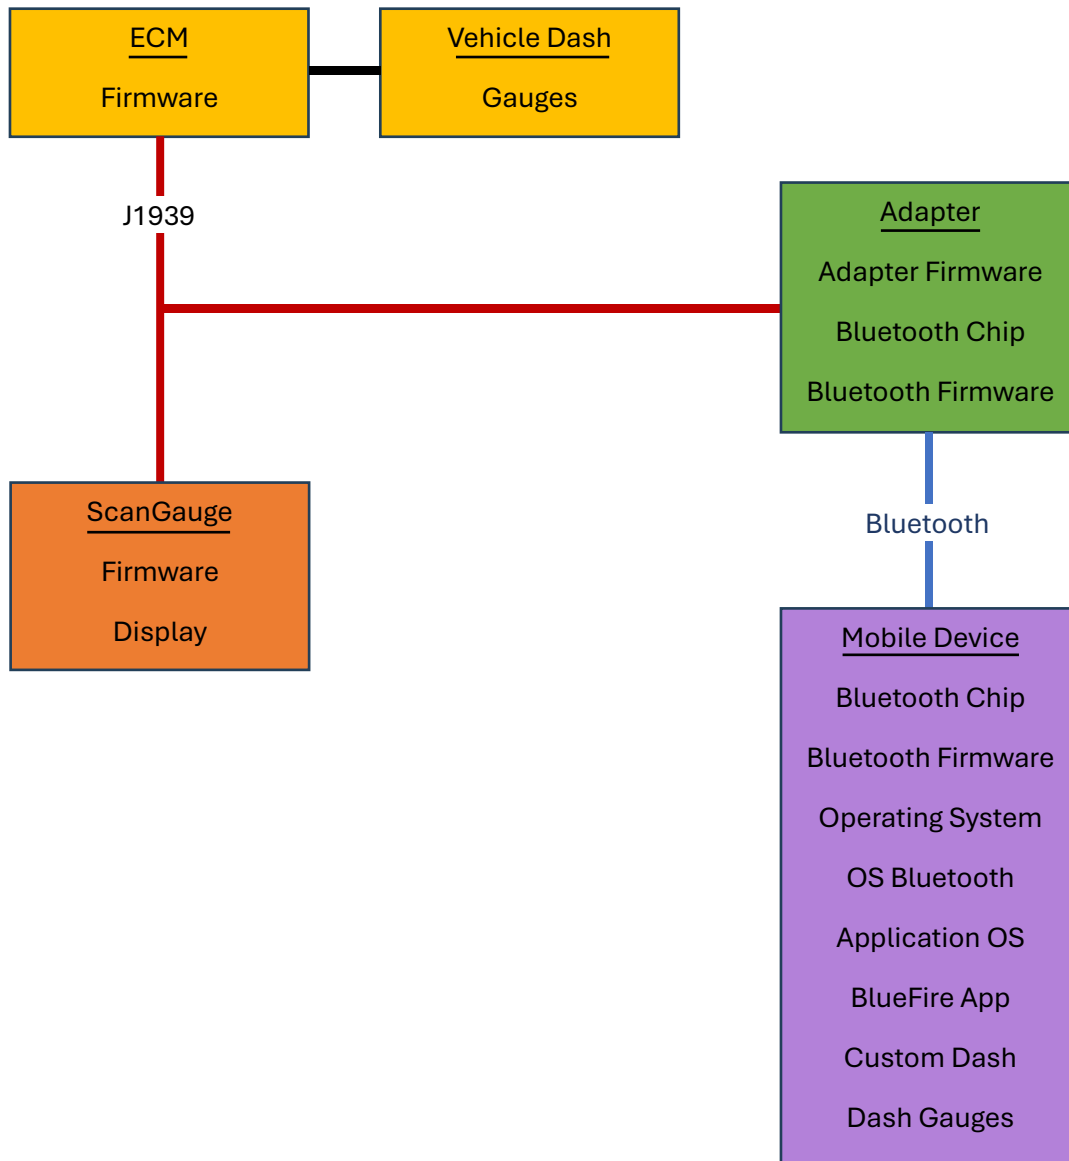 ECM
Firmware
Vehicle Dash
Gauges
J1939
Adapter
Adapter Firmware
Bluetooth Chip
Bluetooth Firmware
ScanGauge
Firmware
Display
Bluetooth
Mobile Device
Bluetooth Chip
Bluetooth Firmware
Operating System
OS Bluetooth
Application OS
BlueFire App
Custom Dash
Dash Gauges